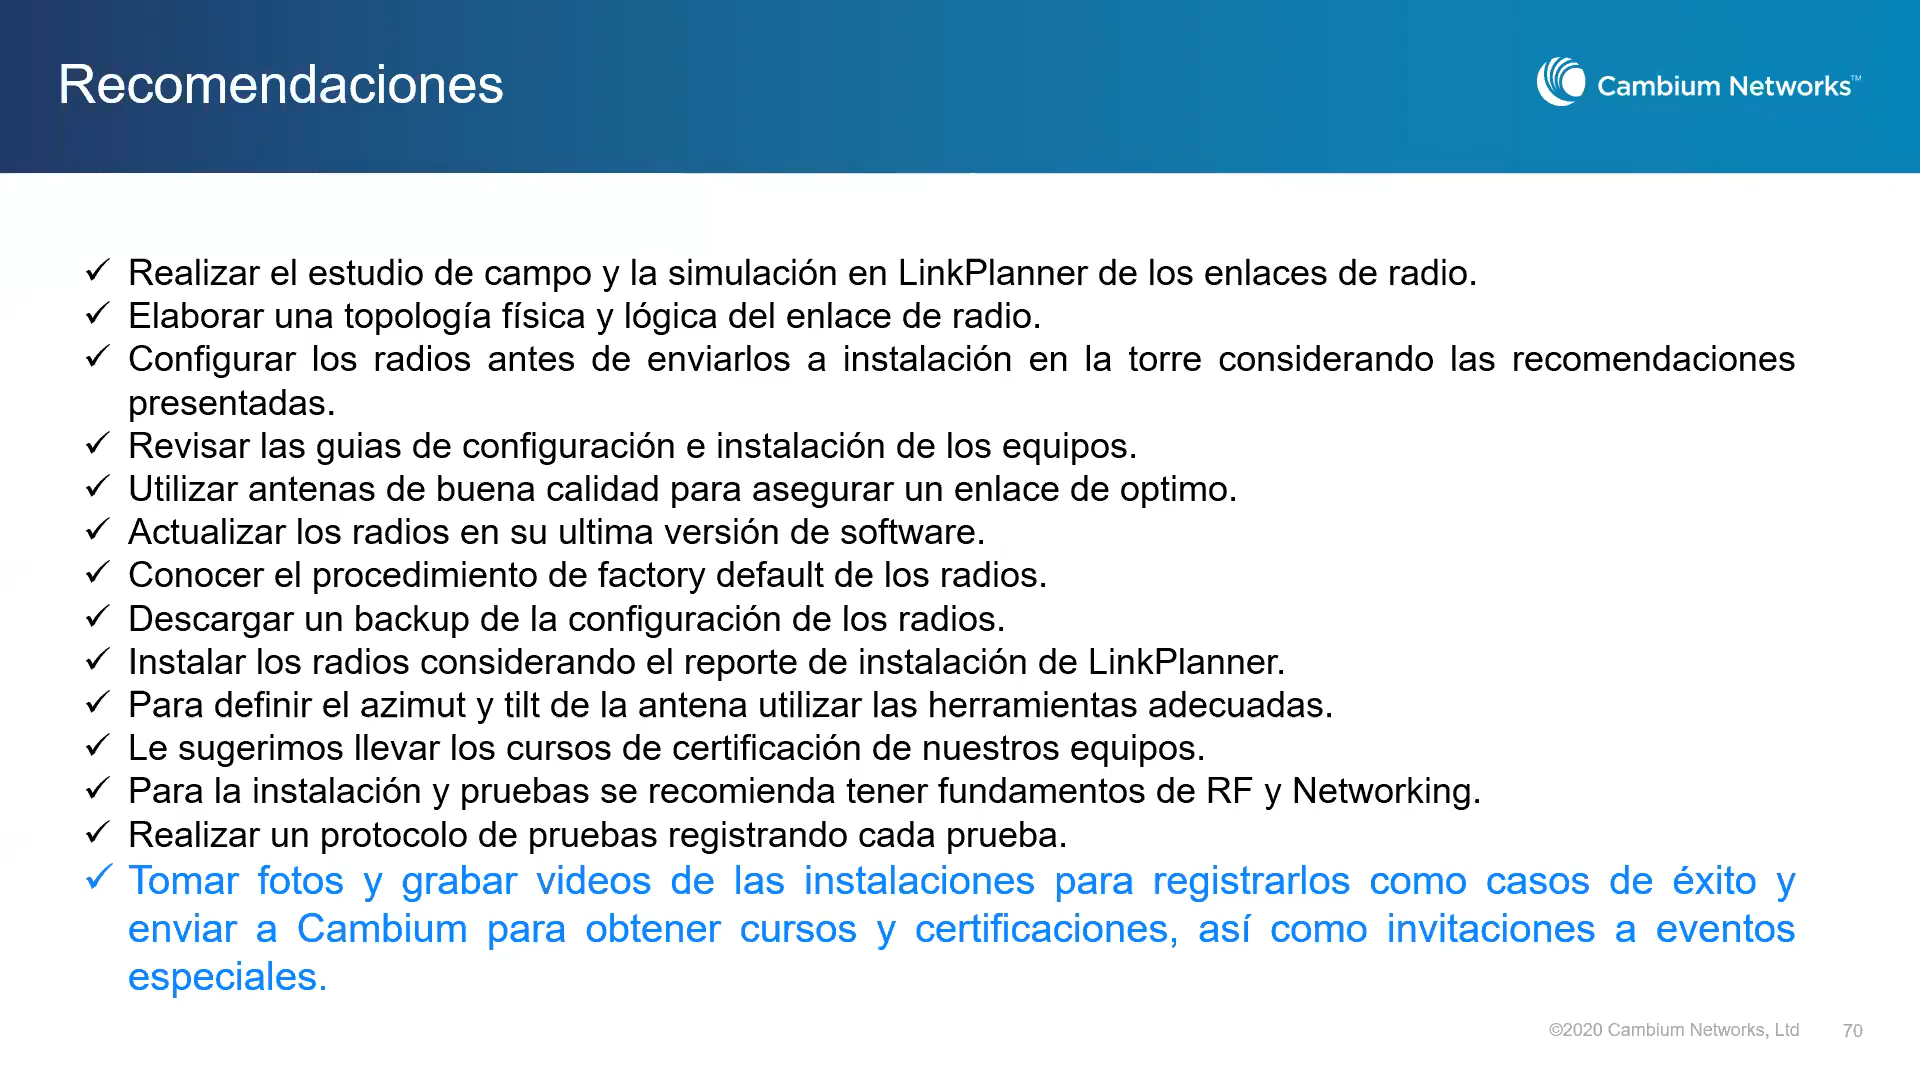 Recomendaciones
Cambium Networks™
✓ Realizar el estudio de campo y la simulación en LinkPlanner de los enlaces de radio.
✓ Elaborar una topología física y lógica del enlace de radio.
✓ Configurar los radios antes de enviarlos a instalación en la torre considerando las recomendaciones
presentadas.
✓ Revisar las guias de configuración e instalación de los equipos.
✓ Utilizar antenas de buena calidad para asegurar un enlace de optimo.
✓ Actualizar los radios en su ultima versión de software.
✓ Conocer el procedimiento de factory default de los radios.
✓ Descargar un backup de la configuración de los radios.
✓ Instalar los radios considerando el reporte de instalación de LinkPlanner.
✓ Para definir el azimut y tilt de la antena utilizar las herramientas adecuadas.
✓ Le sugerimos llevar los cursos de certificación de nuestros equipos.
✓ Para la instalación y pruebas se recomienda tener fundamentos de RF y Networking.
✓ Realizar un protocolo de pruebas registrando cada prueba.
✓ Tomar fotos y grabar videos de las instalaciones para registrarlos como casos de éxito y
enviar a Cambium para obtener cursos y certificaciones, así como invitaciones a eventos
especiales.
©2020 Cambium Networks, Ltd 70